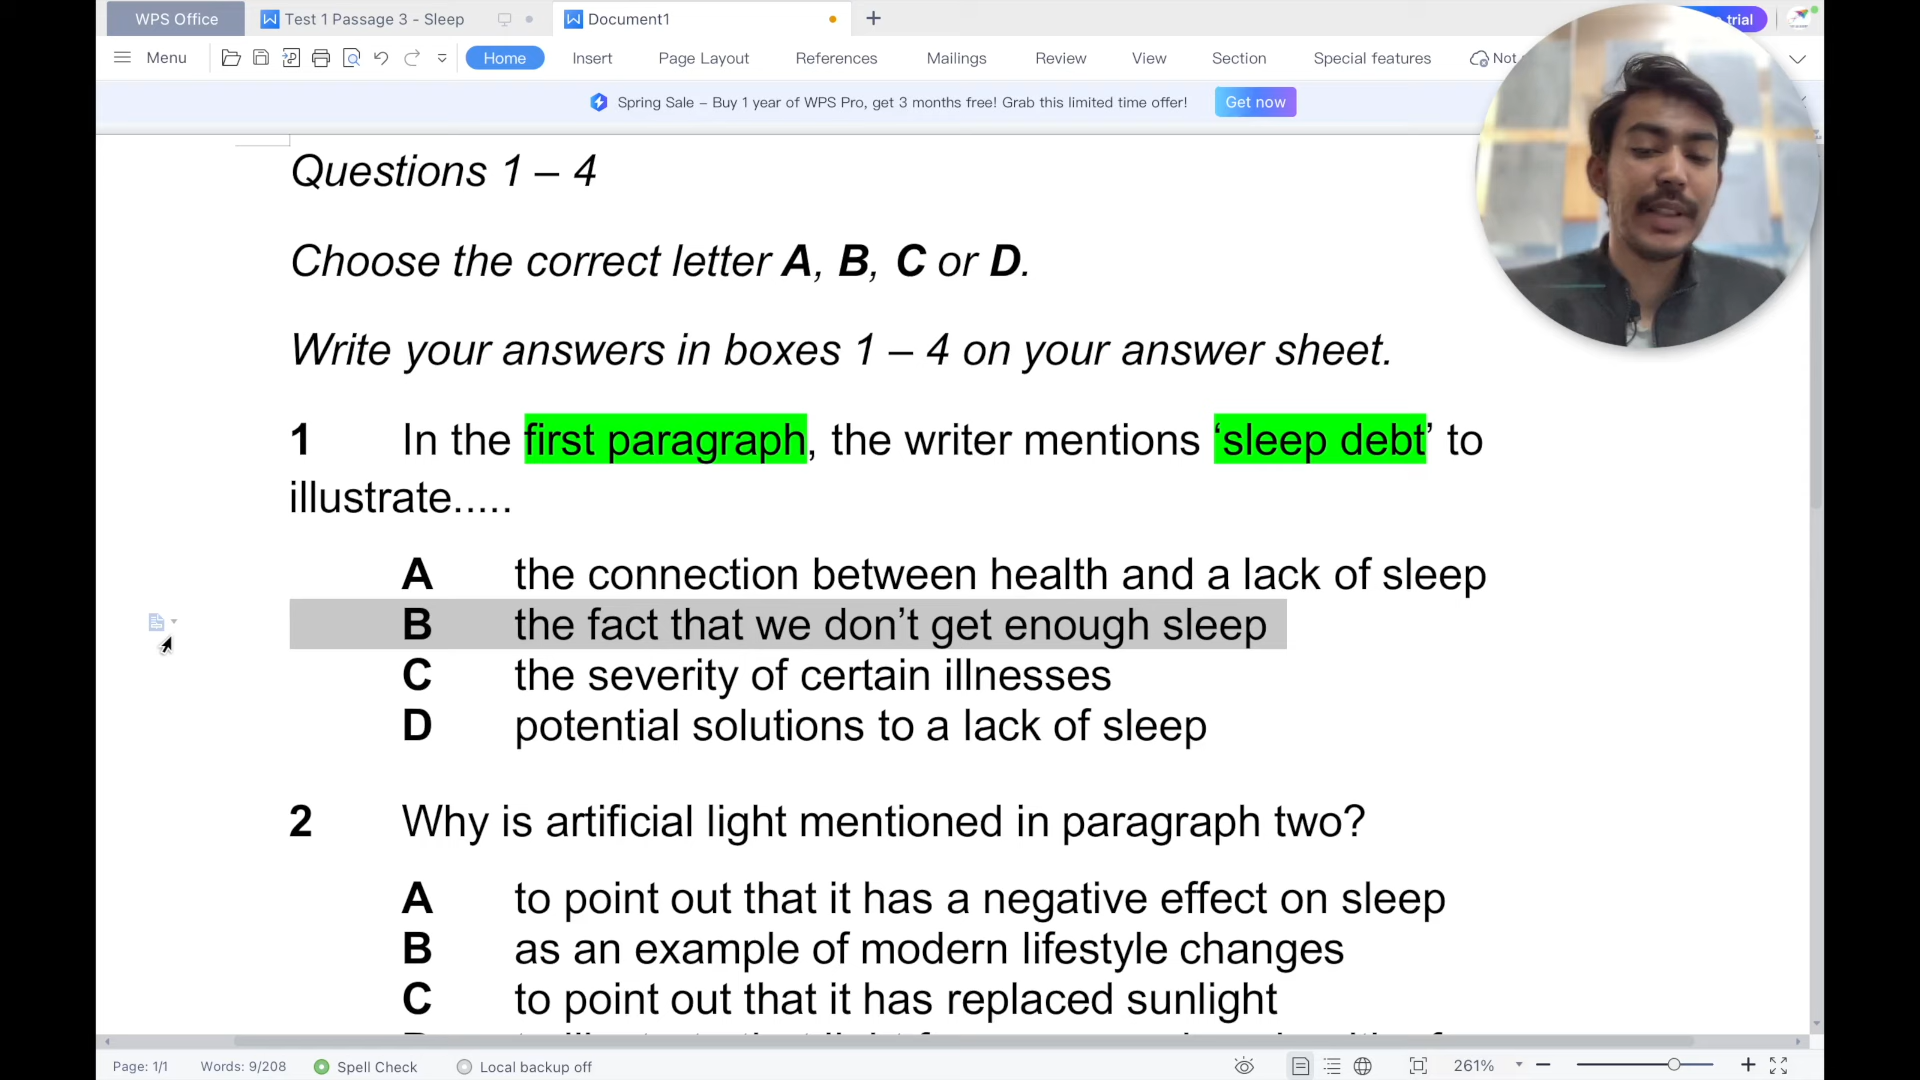 WPS Office
Test 1 Passage 3 - Sleep
Document1
trial
Menu
Home
Insert
Page Layout
References
Mailings
Review
View
Section
Special features
Not
Spring Sale – Buy 1 year of WPS Pro, get 3 months free! Grab this limited time offer!
Get now
Questions 1 – 4
Choose the correct letter A, B, C or D.
Write your answers in boxes 1 – 4 on your answer sheet.
1 In the first paragraph, the writer mentions ‘sleep debt’ to
illustrate.....
A the connection between health and a lack of sleep
B the fact that we don’t get enough sleep
C the severity of certain illnesses
D potential solutions to a lack of sleep
2 Why is artificial light mentioned in paragraph two?
A to point out that it has a negative effect on sleep
B as an example of modern lifestyle changes
C to point out that it has replaced sunlight
Page: 1/1
Words: 9/208
Spell Check
Local backup off
261%